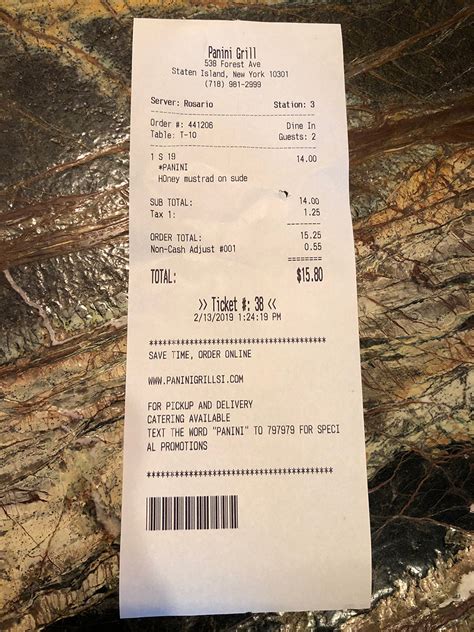 Panini Grill
538 Forest Ave
Staten Island, New York 10301
(718) 981-2999
Server: Rosario Station: 3
Order #: 441206 Dine In
Table: T-10 Guests: 2
1 S 19 14.00
*PANINI
HOney mustrad on sude
SUB TOTAL: 14.00
Tax 1: 1.25
ORDER TOTAL: 15.25
Non-Cash Adjust #001 0.55
TOTAL: $15.80
>> Ticket #: 38 <<
2/13/2019 1:24:19 PM
****************************************
SAVE TIME, ORDER ONLINE
WWW.PANINIGRILLSI.COM
FOR PICKUP AND DELIVERY
CATERING AVAILABLE
TEXT THE WORD "PANINI" TO 797979 FOR SPECI
AL PROMOTIONS
****************************************